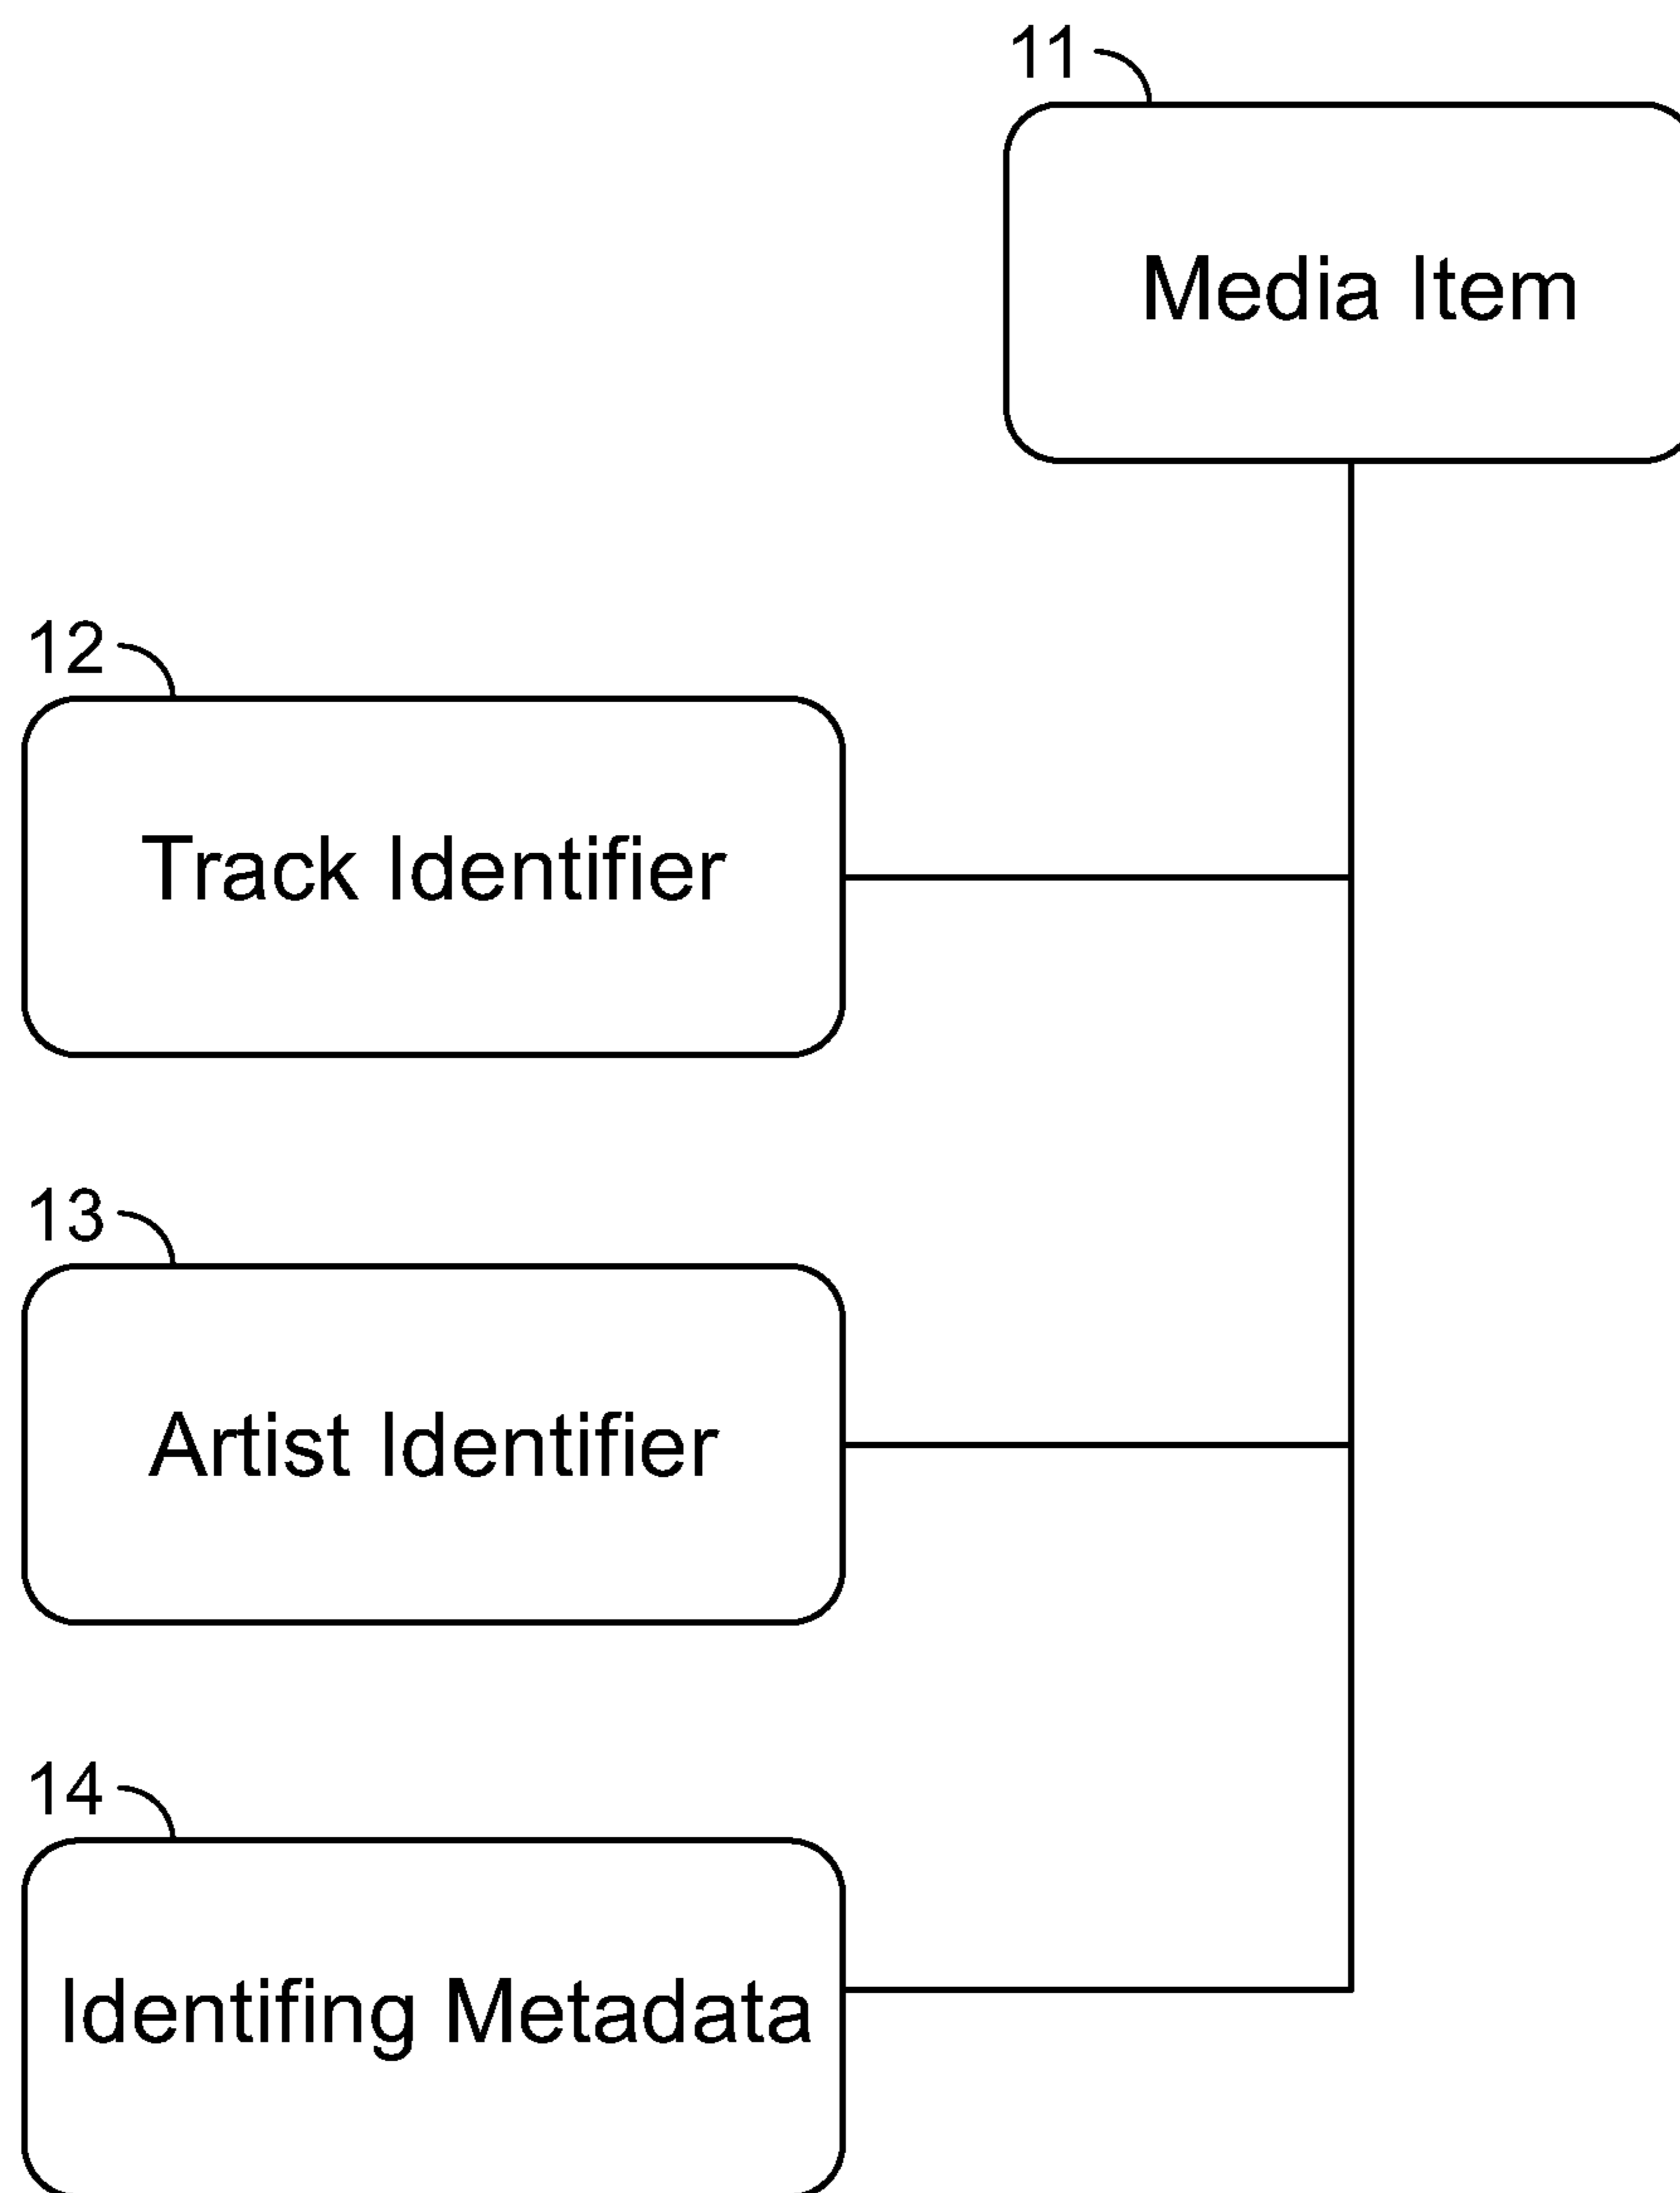 11
Media Item
12
Track Identifier
13
Artist Identifier
14
Identifing Metadata